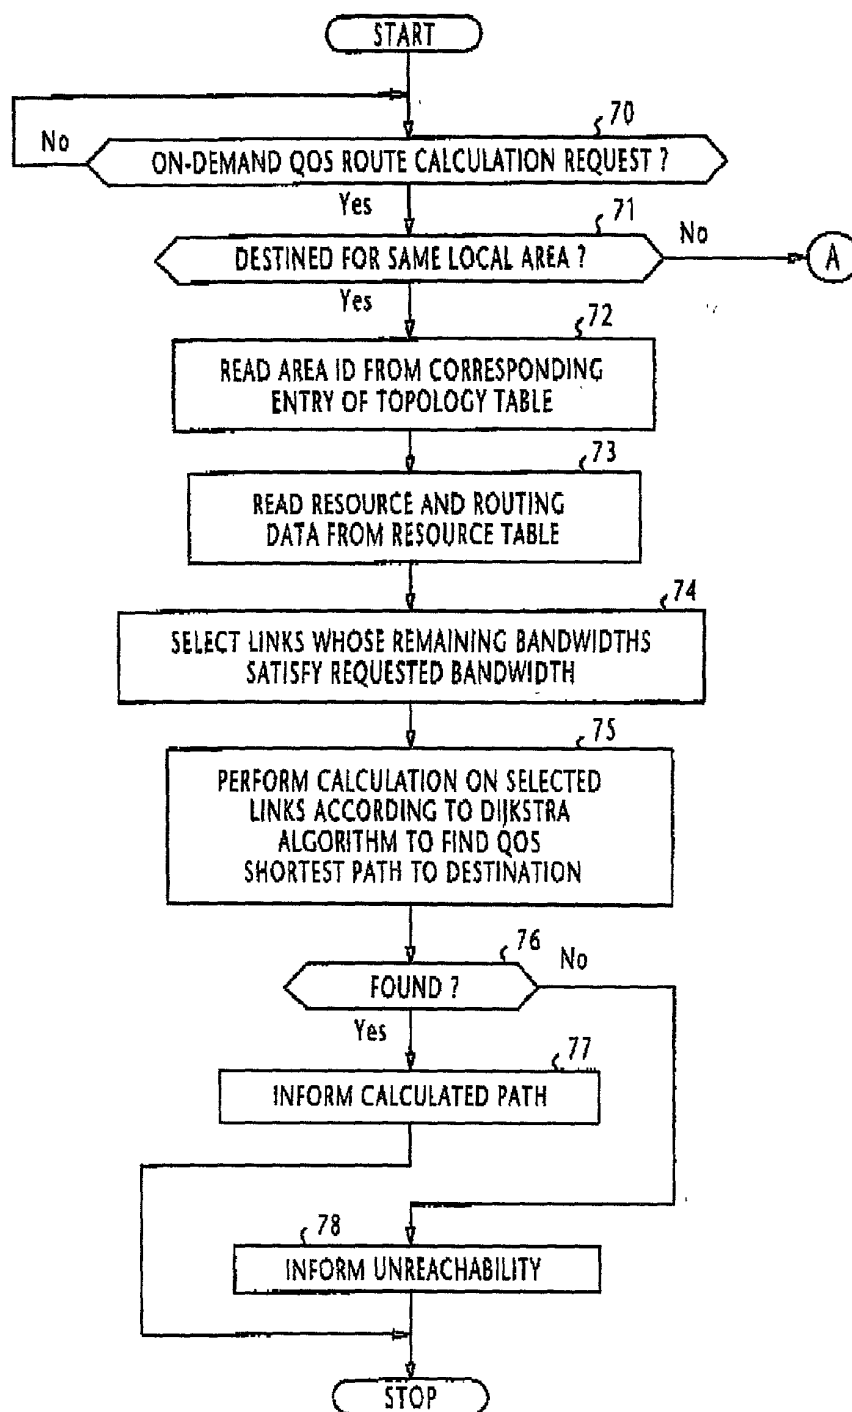 START
70
No
ON-DEMAND QOS ROUTE CALCULATION REQUEST ?
Yes
71
No
DESTINED FOR SAME LOCAL AREA ?
A
Yes
72
READ AREA ID FROM CORRESPONDING
ENTRY OF TOPOLOGY TABLE
73
READ RESOURCE AND ROUTING
DATA FROM RESOURCE TABLE
74
SELECT LINKS WHOSE REMAINING BANDWIDTHS
SATISFY REQUESTED BANDWIDTH
75
PERFORM CALCULATION ON SELECTED
LINKS ACCORDING TO DIJKSTRA
ALGORITHM TO FIND QOS
SHORTEST PATH TO DESTINATION
76
No
FOUND ?
Yes
77
INFORM CALCULATED PATH
78
INFORM UNREACHABILITY
STOP